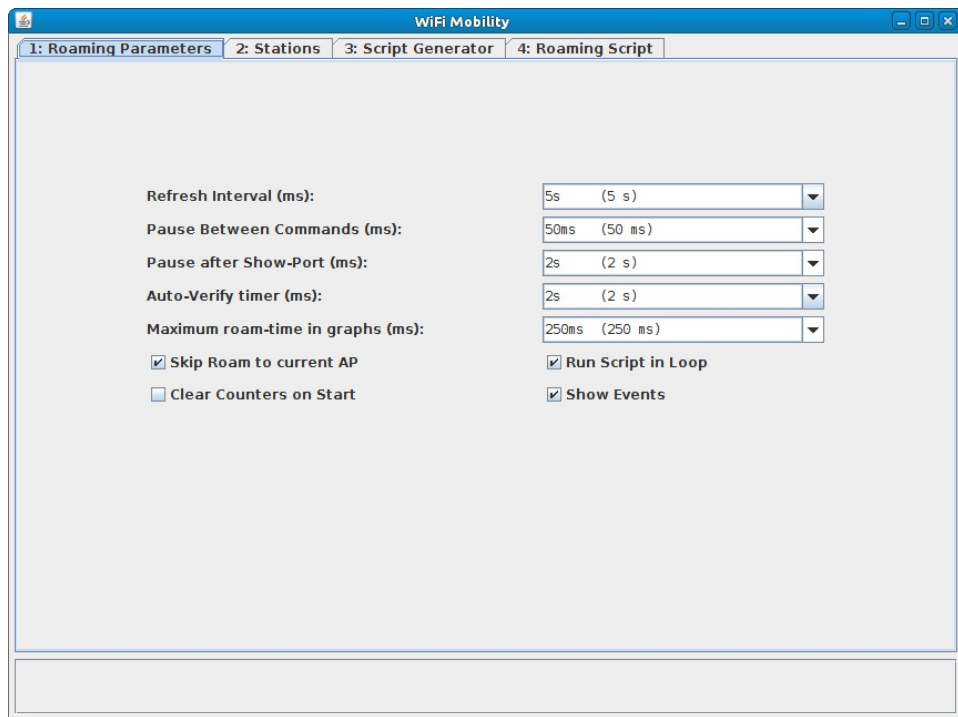 WiFi Mobility
1: Roaming Parameters 2: Stations 3: Script Generator 4: Roaming Script
Refresh Interval (ms): 5s (5 s)
Pause Between Commands (ms): 50ms (50 ms)
Pause after Show-Port (ms): 2s (2 s)
Auto-Verify timer (ms): 2s (2 s)
Maximum roam-time in graphs (ms): 250ms (250 ms)
Skip Roam to current AP Run Script in Loop
Clear Counters on Start Show Events